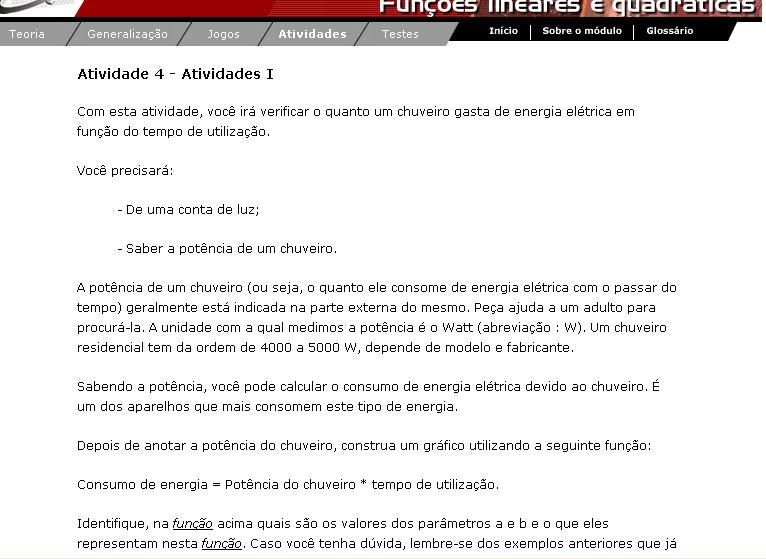 Funções lineares e quadráticas
Teoria Generalização Jogos Atividades Testes Início Sobre o módulo Glossário
Atividade 4 - Atividades I
Com esta atividade, você irá verificar o quanto um chuveiro gasta de energia elétrica em
função do tempo de utilização.
Você precisará:
- De uma conta de luz;
- Saber a potência de um chuveiro.
A potência de um chuveiro (ou seja, o quanto ele consome de energia elétrica com o passar do
tempo) geralmente está indicada na parte externa do mesmo. Peça ajuda a um adulto para
procurá-la. A unidade com a qual medimos a potência é o Watt (abreviação : W). Um chuveiro
residencial tem da ordem de 4000 a 5000 W, depende de modelo e fabricante.
Sabendo a potência, você pode calcular o consumo de energia elétrica devido ao chuveiro. É
um dos aparelhos que mais consomem este tipo de energia.
Depois de anotar a potência do chuveiro, construa um gráfico utilizando a seguinte função:
Consumo de energia = Potência do chuveiro * tempo de utilização.
Identifique, na função acima quais são os valores dos parâmetros a e b e o que eles
representam nesta função. Caso você tenha dúvida, lembre-se dos exemplos anteriores que já